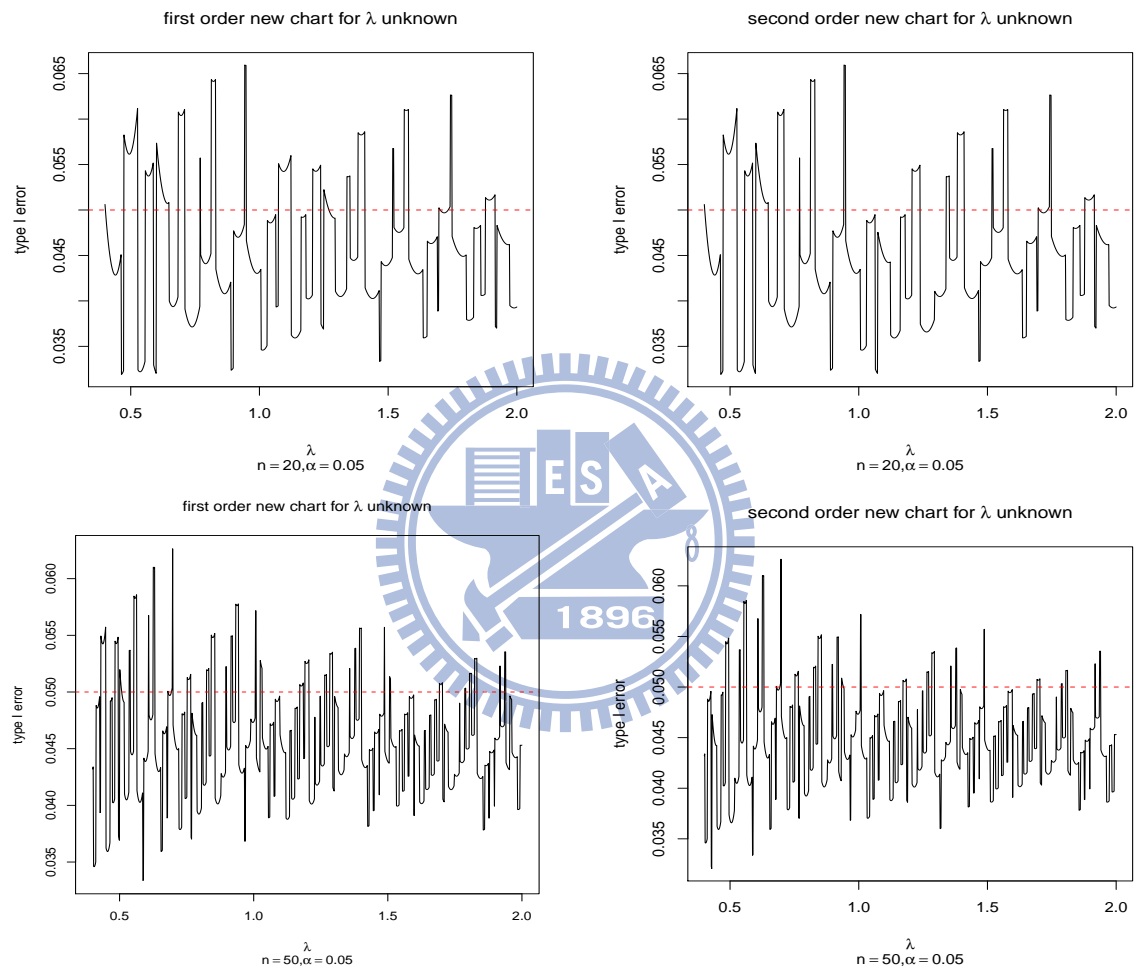 first order new chart for λ unknown
type I error
0.065
0.055
0.045
0.035
0.5
1.0
1.5
2.0
λ
n = 20,α = 0.05
second order new chart for λ unknown
type I error
0.065
0.055
0.045
0.035
0.5
1.0
1.5
2.0
λ
n = 20,α = 0.05
first order new chart for λ unknown
type I error
0.060
0.055
0.050
0.045
0.040
0.035
0.5
1.0
1.5
2.0
λ
n = 50,α = 0.05
second order new chart for λ unknown
type I error
0.060
0.055
0.050
0.045
0.040
0.035
0.5
1.0
1.5
2.0
λ
n = 50,α = 0.05
E S A
1896